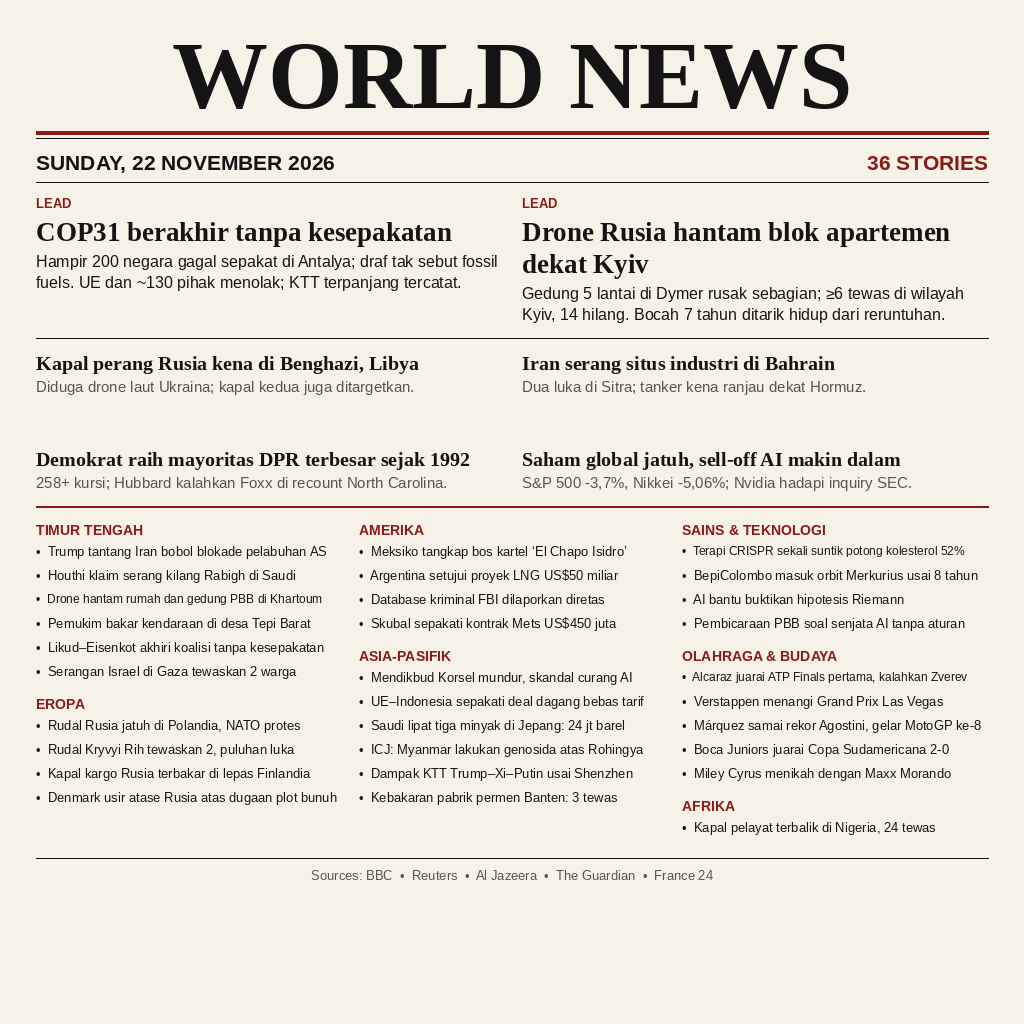 WORLD NEWS
SUNDAY, 22 NOVEMBER 2026
36 STORIES
LEAD
COP31 berakhir tanpa kesepakatan
Hampir 200 negara gagal sepakat di Antalya; draf tak sebut fossil
fuels. UE dan ~130 pihak menolak; KTT terpanjang tercatat.
LEAD
Drone Rusia hantam blok apartemen
dekat Kyiv
Gedung 5 lantai di Dymer rusak sebagian; ≥6 tewas di wilayah
Kyiv, 14 hilang. Bocah 7 tahun ditarik hidup dari reruntuhan.
Kapal perang Rusia kena di Benghazi, Libya
Diduga drone laut Ukraina; kapal kedua juga ditargetkan.
Iran serang situs industri di Bahrain
Dua luka di Sitra; tanker kena ranjau dekat Hormuz.
Demokrat raih mayoritas DPR terbesar sejak 1992
258+ kursi; Hubbard kalahkan Foxx di recount North Carolina.
Saham global jatuh, sell-off AI makin dalam
S&P 500 -3,7%, Nikkei -5,06%; Nvidia hadapi inquiry SEC.
TIMUR TENGAH
• Trump tantang Iran bobol blokade pelabuhan AS
• Houthi klaim serang kilang Rabigh di Saudi
• Drone hantam rumah dan gedung PBB di Khartoum
• Pemukim bakar kendaraan di desa Tepi Barat
• Likud–Eisenkot akhiri koalisi tanpa kesepakatan
• Serangan Israel di Gaza tewaskan 2 warga
EROPA
• Rudal Rusia jatuh di Polandia, NATO protes
• Rudal Kryvyi Rih tewaskan 2, puluhan luka
• Kapal kargo Rusia terbakar di lepas Finlandia
• Denmark usir atase Rusia atas dugaan plot bunuh
AMERIKA
• Meksiko tangkap bos kartel ‘El Chapo Isidro’
• Argentina setujui proyek LNG US$50 miliar
• Database kriminal FBI dilaporkan diretas
• Skubal sepakati kontrak Mets US$450 juta
ASIA-PASIFIK
• Mendikbud Korsel mundur, skandal curang AI
• UE–Indonesia sepakati deal dagang bebas tarif
• Saudi lipat tiga minyak di Jepang: 24 jt barel
• ICJ: Myanmar lakukan genosida atas Rohingya
• Dampak KTT Trump–Xi–Putin usai Shenzhen
• Kebakaran pabrik permen Banten: 3 tewas
SAINS & TEKNOLOGI
• Terapi CRISPR sekali suntik potong kolesterol 52%
• BepiColombo masuk orbit Merkurius usai 8 tahun
• AI bantu buktikan hipotesis Riemann
• Pembicaraan PBB soal senjata AI tanpa aturan
OLAHRAGA & BUDAYA
• Alcaraz juarai ATP Finals pertama, kalahkan Zverev
• Verstappen menangi Grand Prix Las Vegas
• Márquez samai rekor Agostini, gelar MotoGP ke-8
• Boca Juniors juarai Copa Sudamericana 2-0
• Miley Cyrus menikah dengan Maxx Morando
AFRIKA
• Kapal pelayat terbalik di Nigeria, 24 tewas
Sources: BBC • Reuters • Al Jazeera • The Guardian • France 24